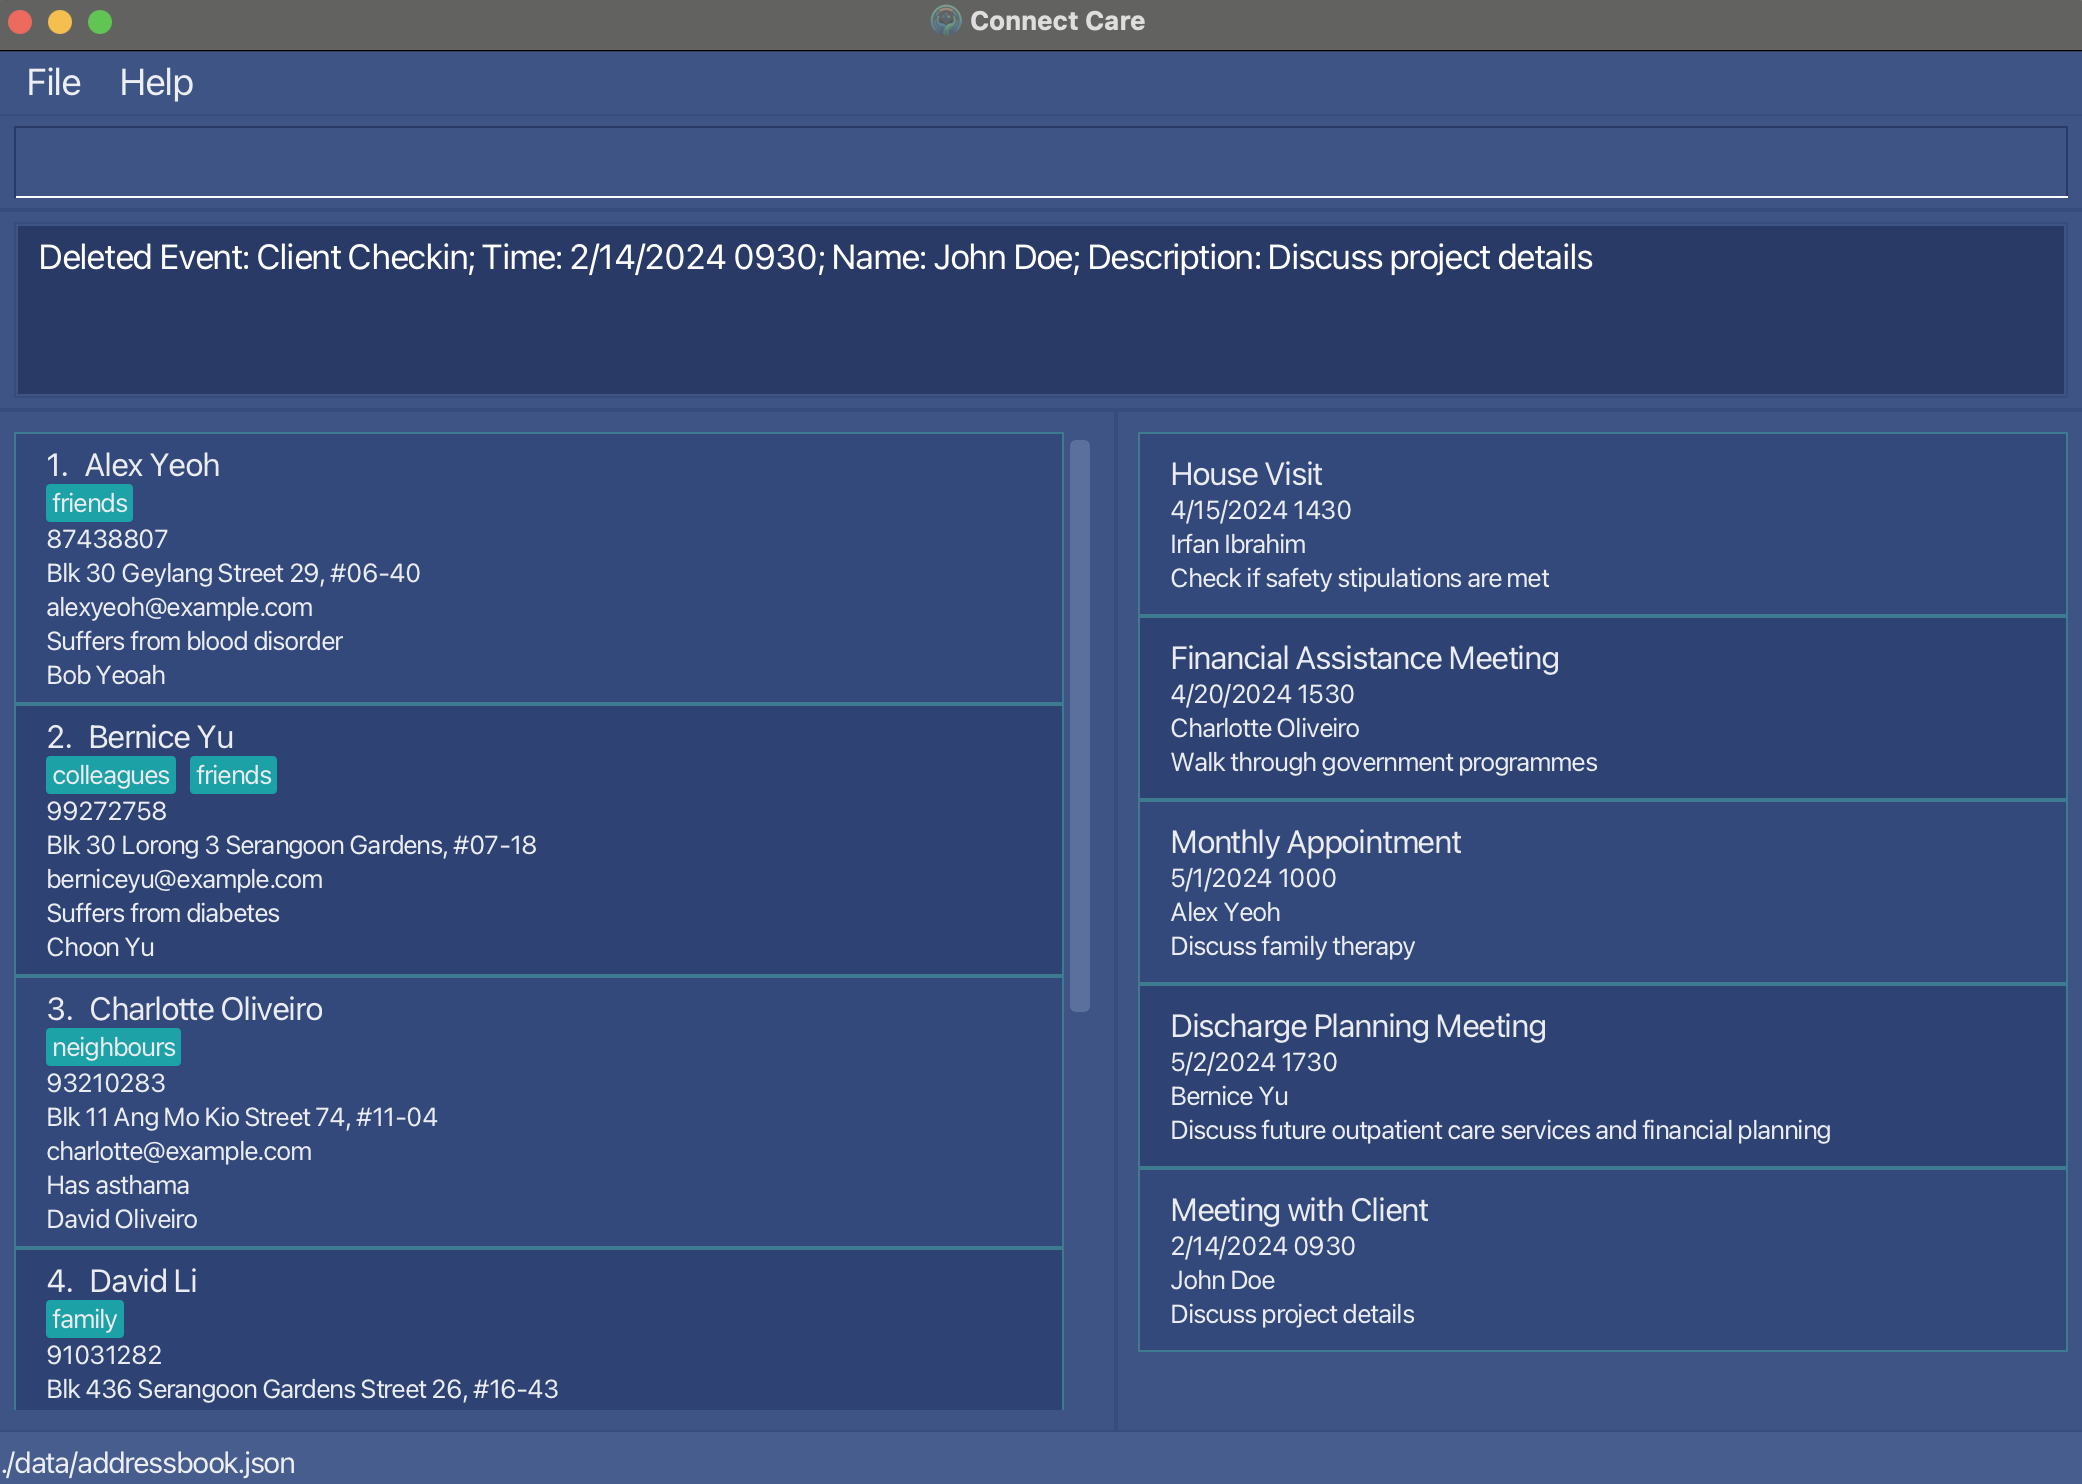 Connect Care
File Help
Deleted Event: Client Checkin; Time: 2/14/2024 0930; Name: John Doe; Description: Discuss project details
1. Alex Yeoh
friends
87438807
Blk 30 Geylang Street 29, #06-40
alexyeoh@example.com
Suffers from blood disorder
Bob Yeoah
2. Bernice Yu
colleagues friends
99272758
Blk 30 Lorong 3 Serangoon Gardens, #07-18
berniceyu@example.com
Suffers from diabetes
Choon Yu
3. Charlotte Oliveiro
neighbours
93210283
Blk 11 Ang Mo Kio Street 74, #11-04
charlotte@example.com
Has asthama
David Oliveiro
4. David Li
family
91031282
Blk 436 Serangoon Gardens Street 26, #16-43
House Visit
4/15/2024 1430
Irfan Ibrahim
Check if safety stipulations are met
Financial Assistance Meeting
4/20/2024 1530
Charlotte Oliveiro
Walk through government programmes
Monthly Appointment
5/1/2024 1000
Alex Yeoh
Discuss family therapy
Discharge Planning Meeting
5/2/2024 1730
Bernice Yu
Discuss future outpatient care services and financial planning
Meeting with Client
2/14/2024 0930
John Doe
Discuss project details
./data/addressbook.json